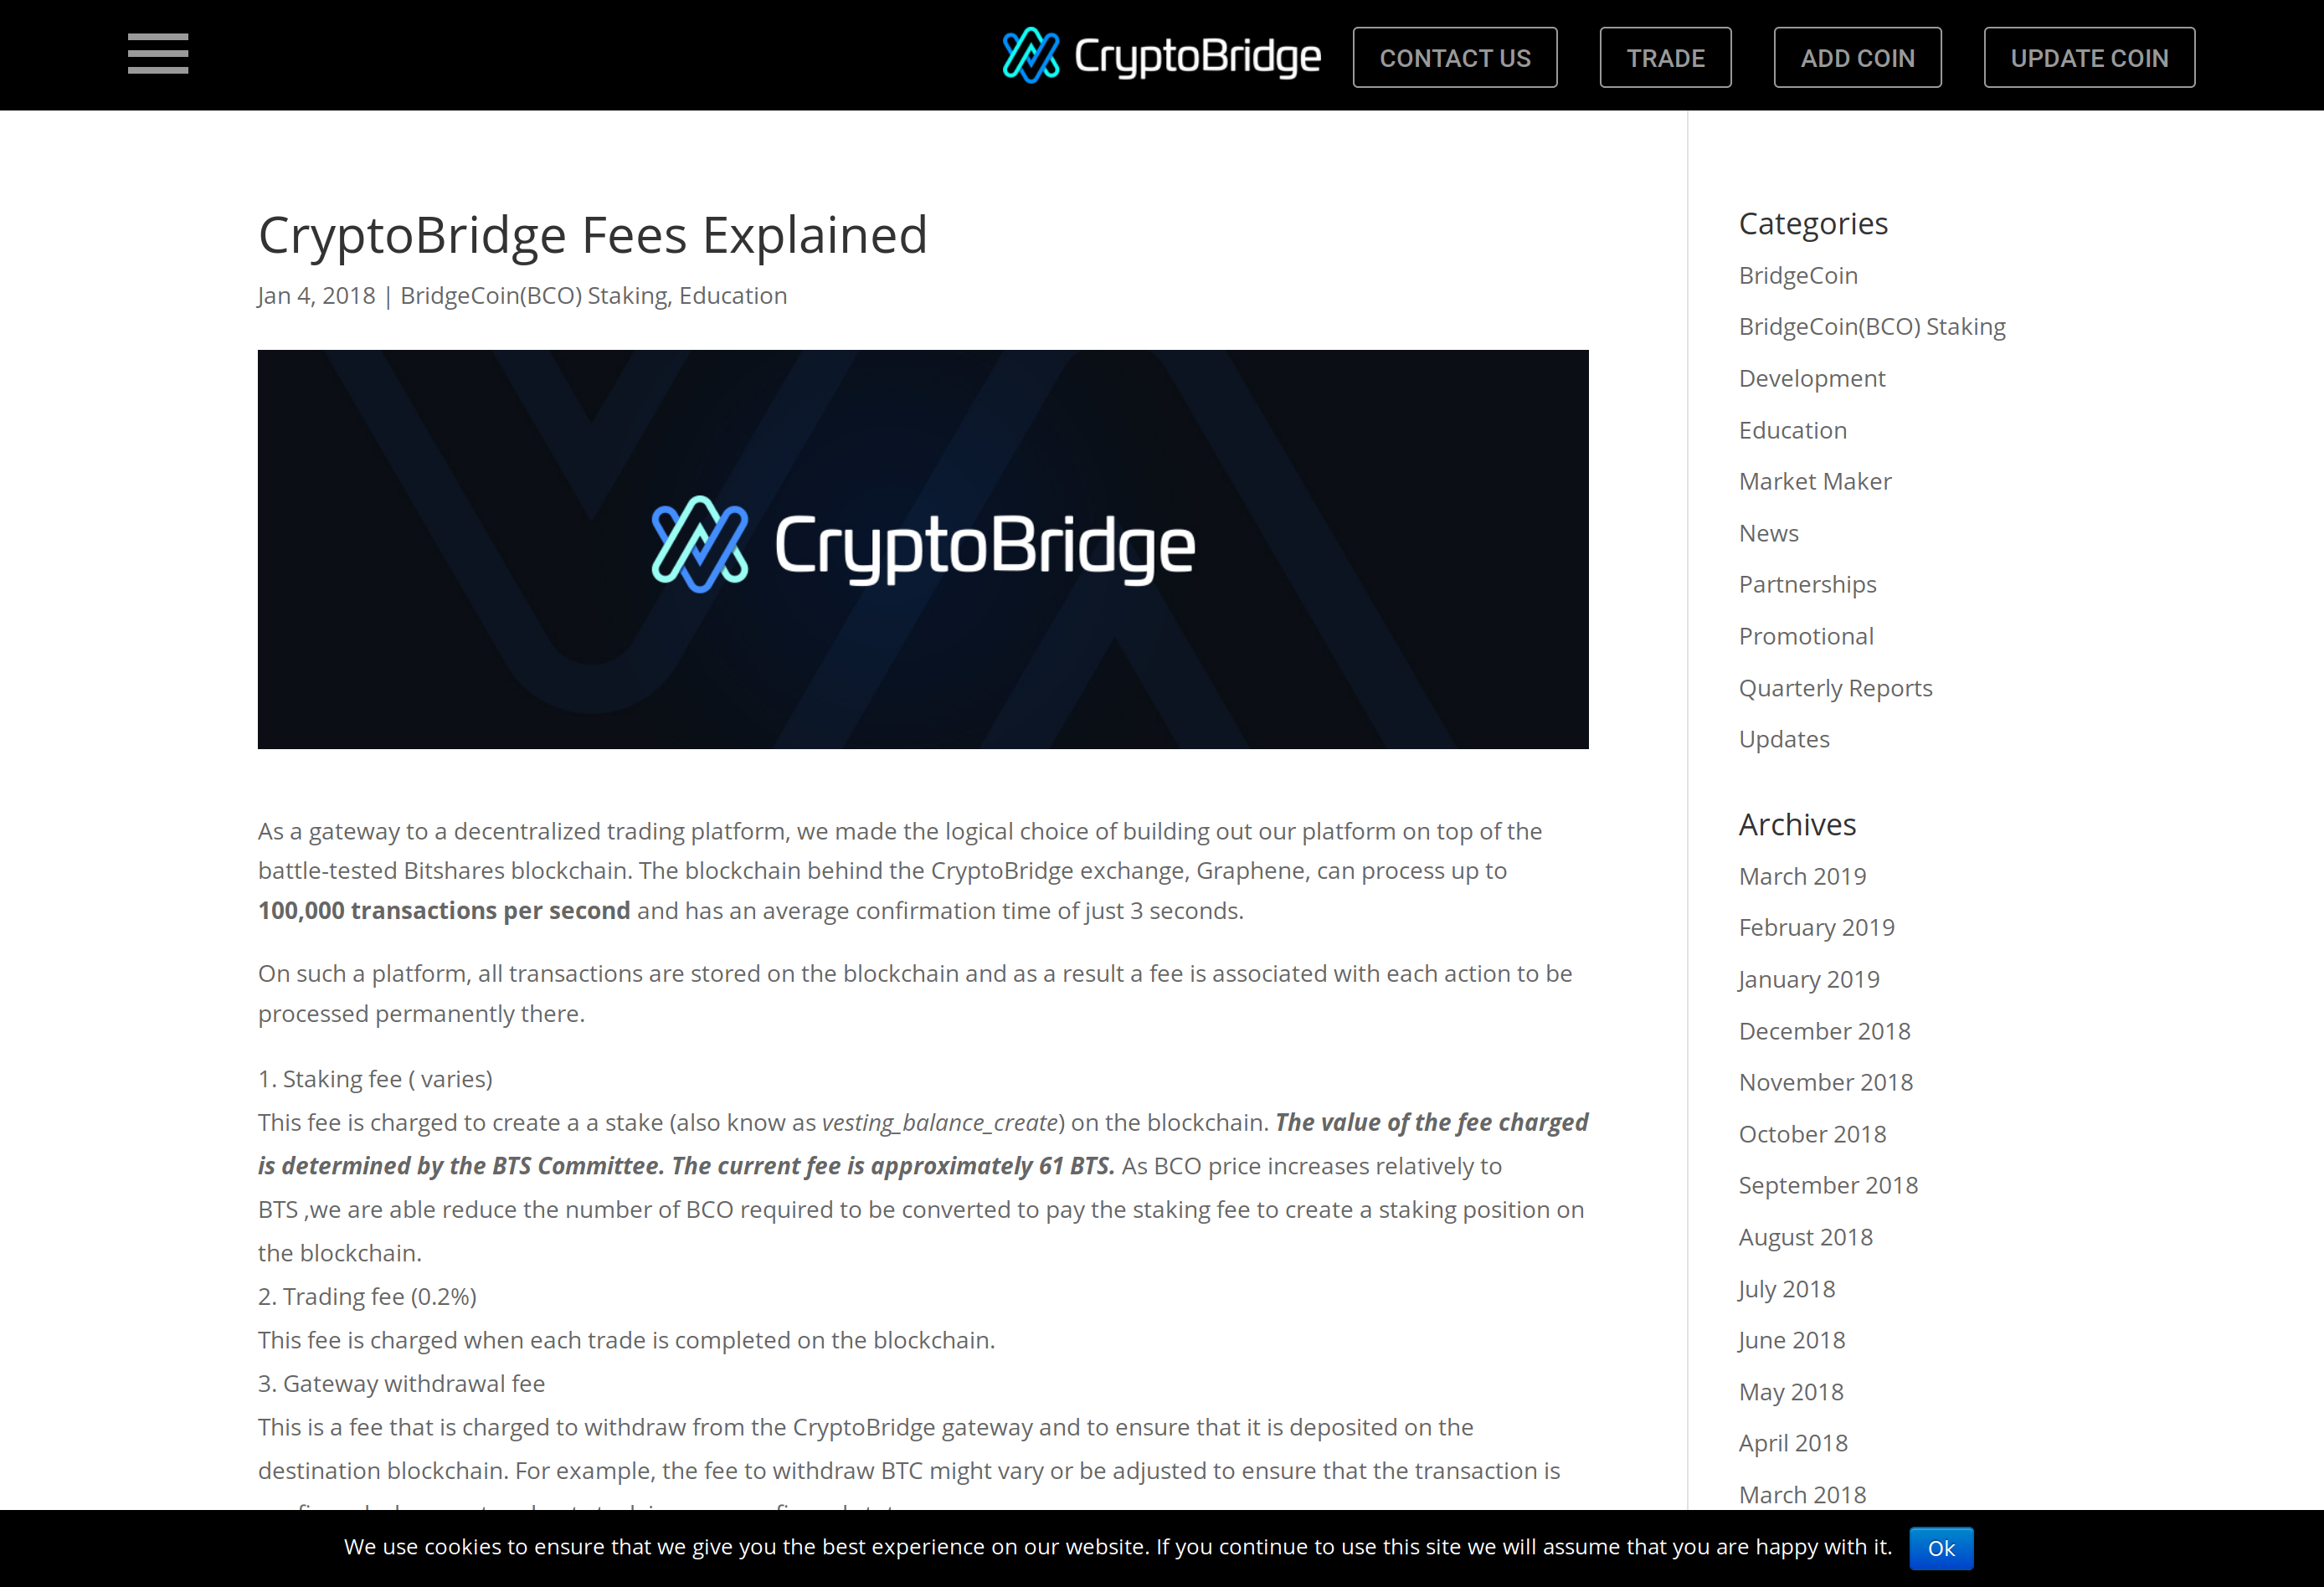 CryptoBridge
CONTACT US
TRADE
ADD COIN
UPDATE COIN
CryptoBridge Fees Explained
Jan 4, 2018 | BridgeCoin(BCO) Staking, Education
CryptoBridge
As a gateway to a decentralized trading platform, we made the logical choice of building out our platform on top of the
battle-tested Bitshares blockchain. The blockchain behind the CryptoBridge exchange, Graphene, can process up to
100,000 transactions per second and has an average confirmation time of just 3 seconds.
On such a platform, all transactions are stored on the blockchain and as a result a fee is associated with each action to be
processed permanently there.
1. Staking fee ( varies)
This fee is charged to create a a stake (also know as vesting_balance_create) on the blockchain. The value of the fee charged
is determined by the BTS Committee. The current fee is approximately 61 BTS. As BCO price increases relatively to
BTS ,we are able reduce the number of BCO required to be converted to pay the staking fee to create a staking position on
the blockchain.
2. Trading fee (0.2%)
This fee is charged when each trade is completed on the blockchain.
3. Gateway withdrawal fee
This is a fee that is charged to withdraw from the CryptoBridge gateway and to ensure that it is deposited on the
destination blockchain. For example, the fee to withdraw BTC might vary or be adjusted to ensure that the transaction is
Categories
BridgeCoin
BridgeCoin(BCO) Staking
Development
Education
Market Maker
News
Partnerships
Promotional
Quarterly Reports
Updates
Archives
March 2019
February 2019
January 2019
December 2018
November 2018
October 2018
September 2018
August 2018
July 2018
June 2018
May 2018
April 2018
March 2018
We use cookies to ensure that we give you the best experience on our website. If you continue to use this site we will assume that you are happy with it.
Ok